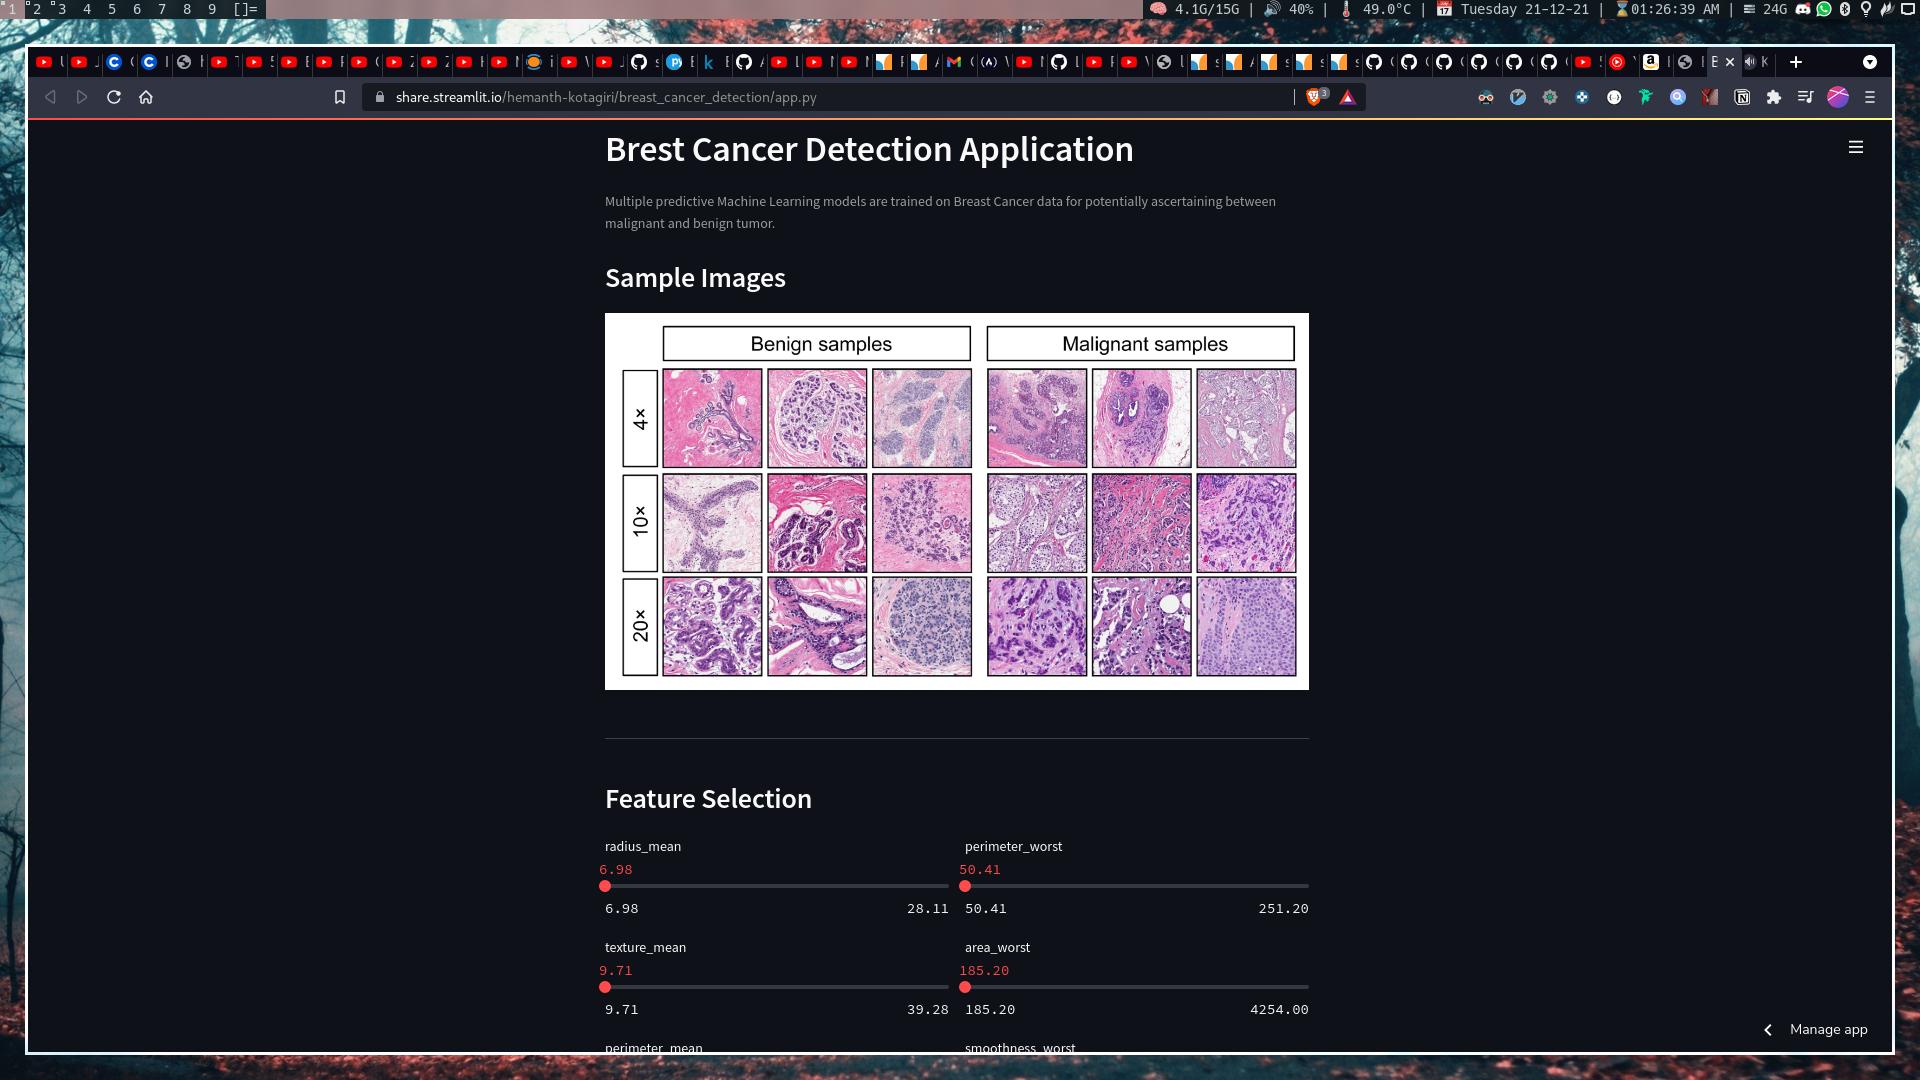 1 2 3 4 5 6 7 8 9 []=
4.1G/15G | 40% | 49.0°C | Tuesday 21-12-21 | 01:26:39 AM | 24G
share.streamlit.io/hemanth-kotagiri/breast_cancer_detection/app.py
3
Brest Cancer Detection Application
Multiple predictive Machine Learning models are trained on Breast Cancer data for potentially ascertaining between
malignant and benign tumor.
Sample Images
Benign samples
Malignant samples
4×
10×
20×
Feature Selection
radius_mean
6.98
6.98 28.11
perimeter_worst
50.41
50.41 251.20
texture_mean
9.71
9.71 39.28
area_worst
185.20
185.20 4254.00
perimeter_mean
smoothness_worst
Manage app